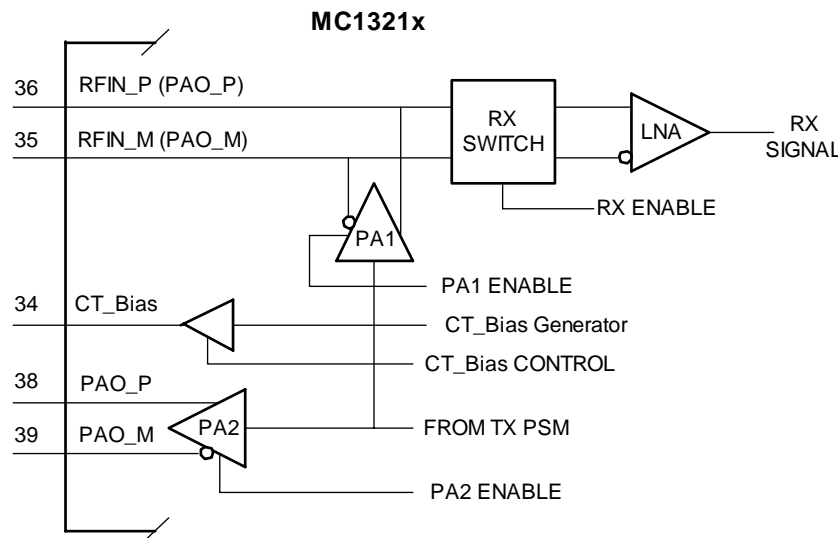 MC1321x
36 RFIN_P (PAO_P)
35 RFIN_M (PAO_M)
RX
SWITCH
LNA
RX
SIGNAL
RX ENABLE
PA1
PA1 ENABLE
34 CT_Bias
CT_Bias Generator
CT_Bias CONTROL
38 PAO_P
39 PAO_M
PA2
FROM TX PSM
PA2 ENABLE